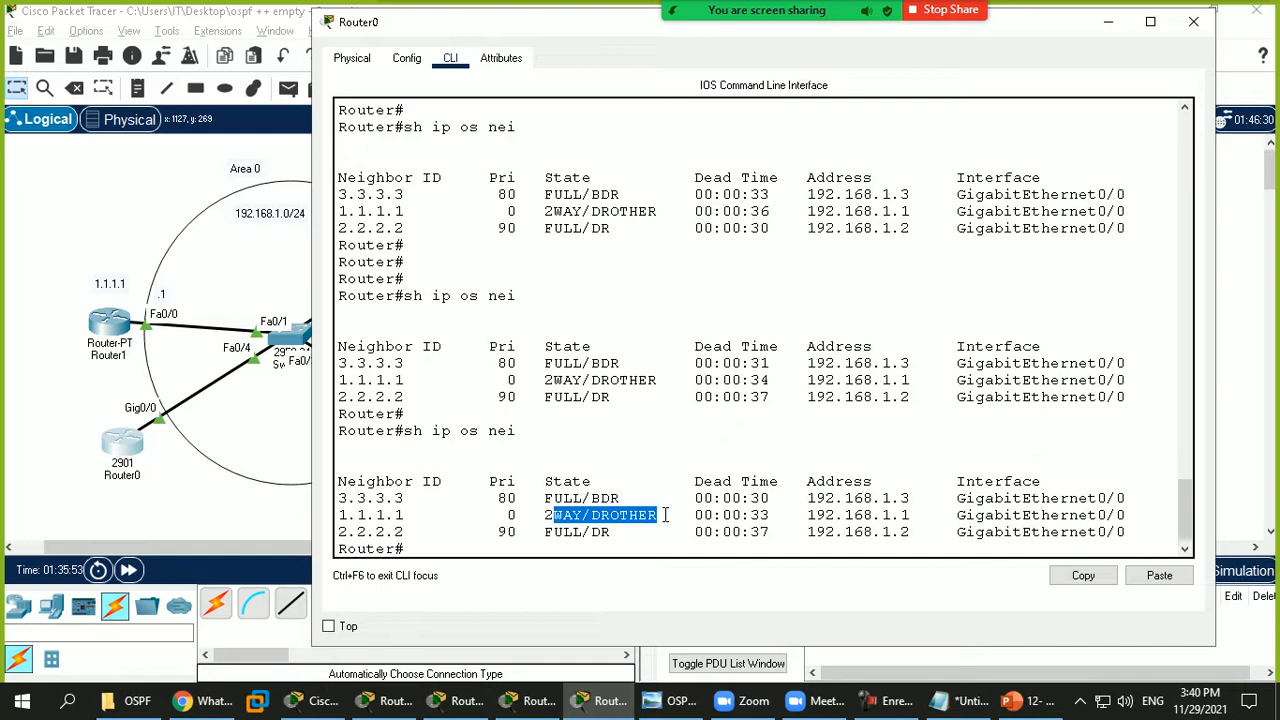 Cisco Packet Tracer - C:\Users\IT\Desktop\ospf ++ empty
File Edit Options View Tools Extensions Window
Logical Physical x: 1127, y: 269
01:46:30
You are screen sharing Stop Share
Router0
Physical Config CLI Attributes
IOS Command Line Interface
Router#
Router#sh ip os nei
Neighbor ID Pri State Dead Time Address Interface
3.3.3.3 80 FULL/BDR 00:00:33 192.168.1.3 GigabitEthernet0/0
1.1.1.1 0 2WAY/DROTHER 00:00:36 192.168.1.1 GigabitEthernet0/0
2.2.2.2 90 FULL/DR 00:00:30 192.168.1.2 GigabitEthernet0/0
Router#
Router#
Router#
Router#sh ip os nei
Neighbor ID Pri State Dead Time Address Interface
3.3.3.3 80 FULL/BDR 00:00:31 192.168.1.3 GigabitEthernet0/0
1.1.1.1 0 2WAY/DROTHER 00:00:34 192.168.1.1 GigabitEthernet0/0
2.2.2.2 90 FULL/DR 00:00:37 192.168.1.2 GigabitEthernet0/0
Router#
Router#sh ip os nei
Neighbor ID Pri State Dead Time Address Interface
3.3.3.3 80 FULL/BDR 00:00:30 192.168.1.3 GigabitEthernet0/0
1.1.1.1 0 2WAY/DROTHER 00:00:33 192.168.1.1 GigabitEthernet0/0
2.2.2.2 90 FULL/DR 00:00:37 192.168.1.2 GigabitEthernet0/0
Router#
Ctrl+F6 to exit CLI focus
Copy Paste
Top
Area 0
192.168.1.0/24
1.1.1.1
.1
Fa0/0
Fa0/1
Router-PT
Router1
Fa0/4
Fa0/
Gig0/0
2901
Router0
Time: 01:35:53
Simulation
Edit Delet
Automatically Choose Connection Type
Toggle PDU List Window
OSPF What... Cisc... Rout... Rout... Rout... Rout... OSP... Zoom Meet... Enre... *Unti... 12- ...
ENG
3:40 PM
11/29/2021